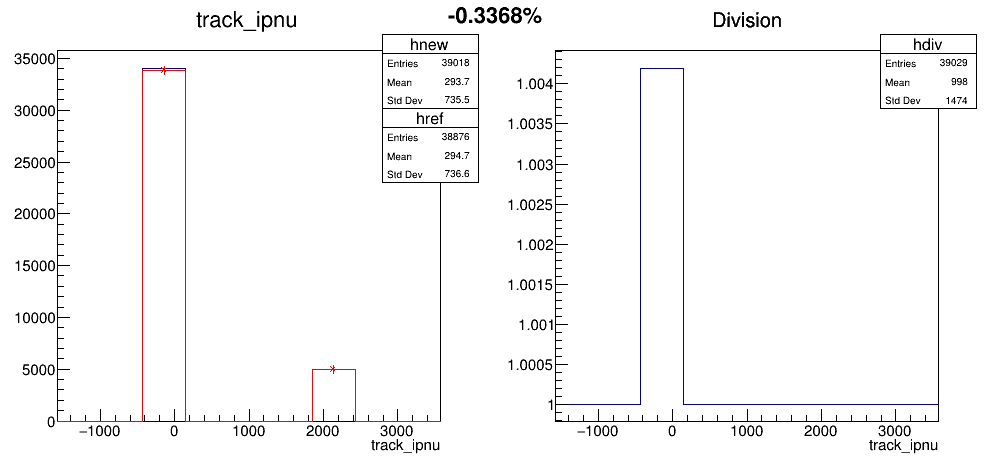 -0.3368%
track_ipnu
hnew
Entries 39018
Mean 293.7
Std Dev 735.5
href
Entries 38876
Mean 294.7
Std Dev 736.6
35000
30000
25000
20000
15000
10000
5000
0
−1000 0 1000 2000 3000
track_ipnu
Division
hdiv
Entries 39029
Mean 998
Std Dev 1474
1.004
1.0035
1.003
1.0025
1.002
1.0015
1.001
1.0005
1
−1000 0 1000 2000 3000
track_ipnu